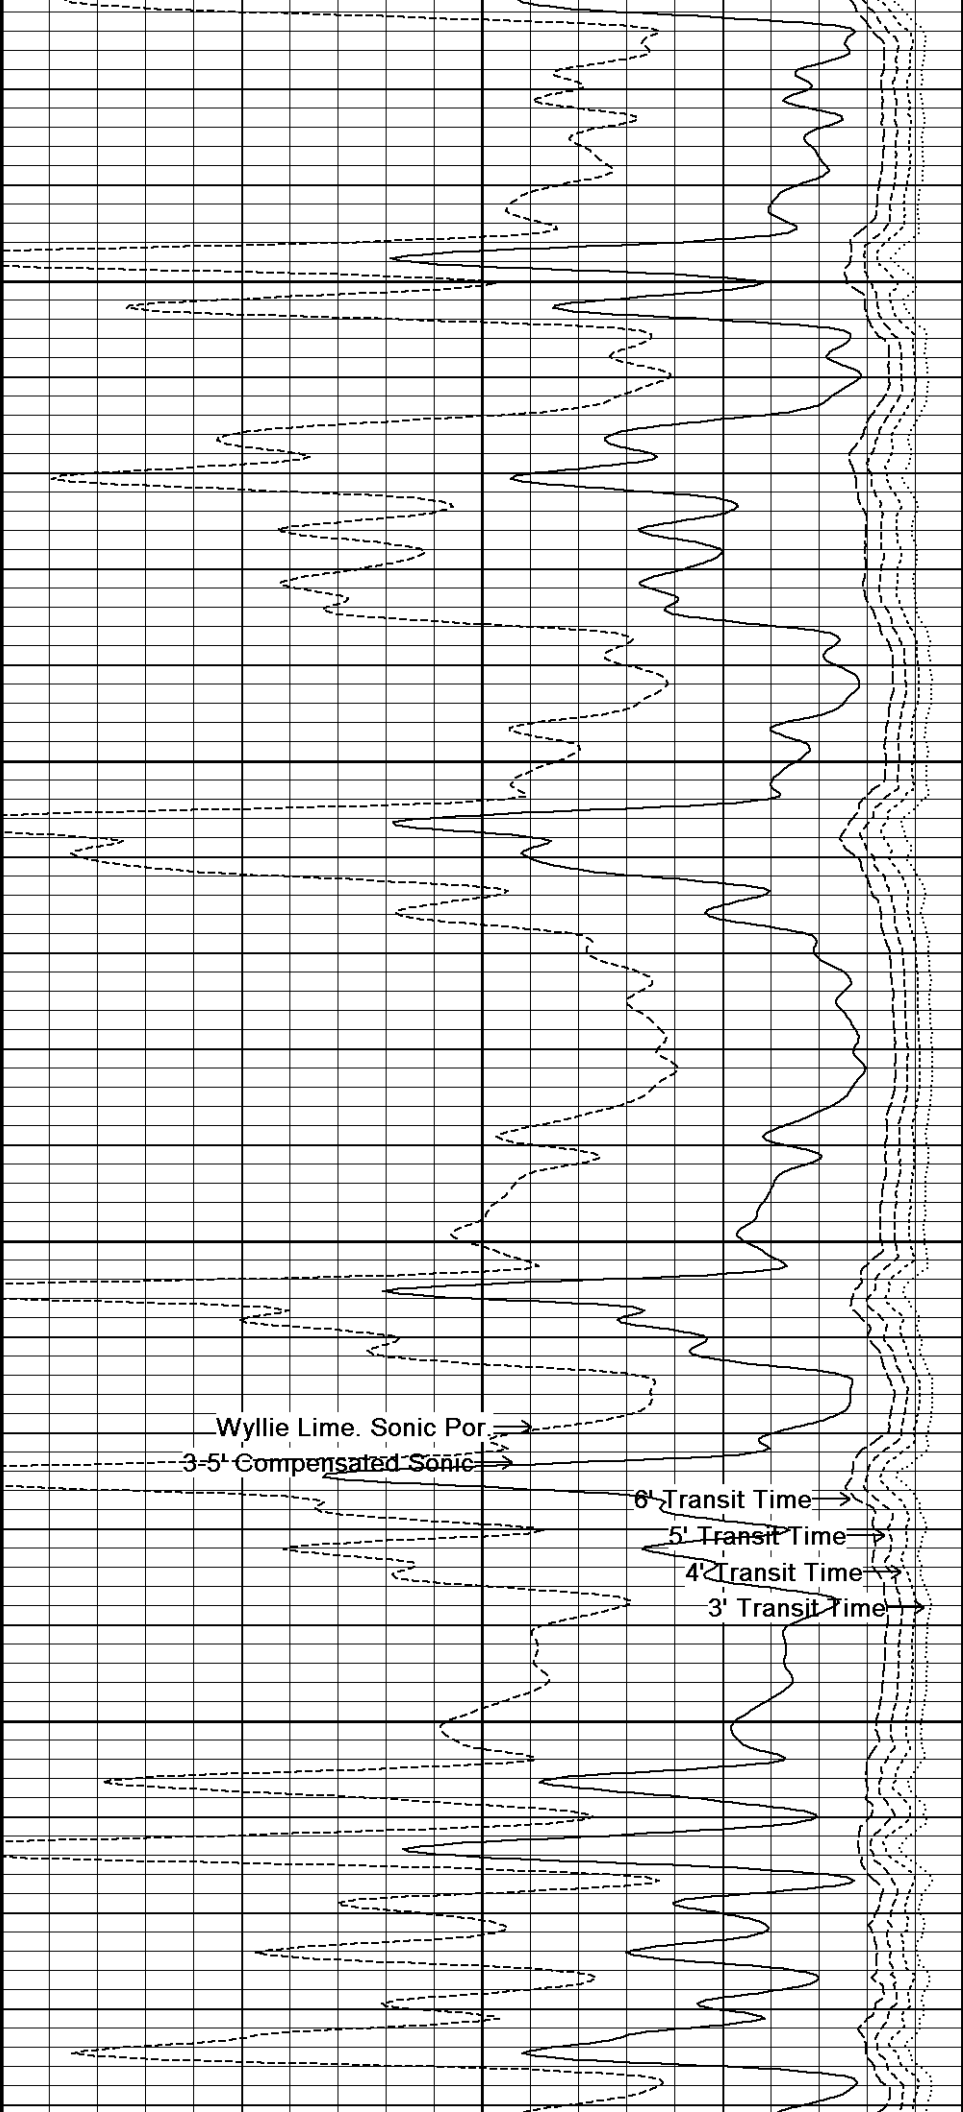 Wyllie Lime. Sonic Por
3-5' Compensated Sonic
6' Transit Time
5' Transit Time
4' Transit Time
3' Transit Time